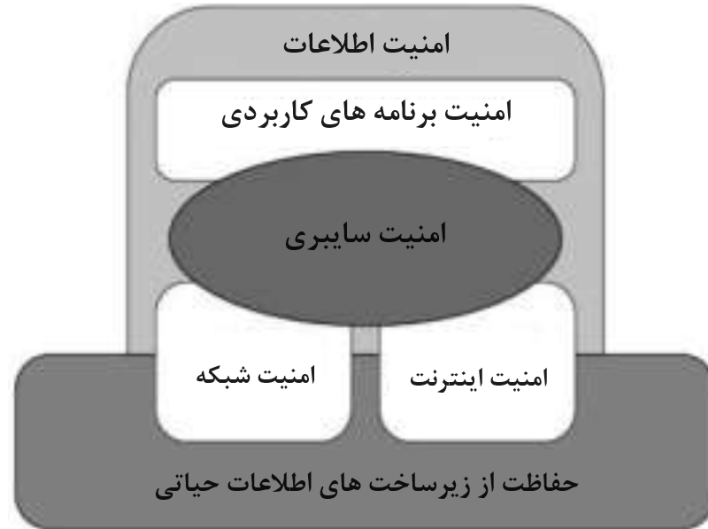 امنیت اطلاعات
امنیت برنامه های کاربردی
امنیت سایبری
امنیت اینترنت
امنیت شبکه
حفاظت از زیرساخت های اطلاعات حیاتی